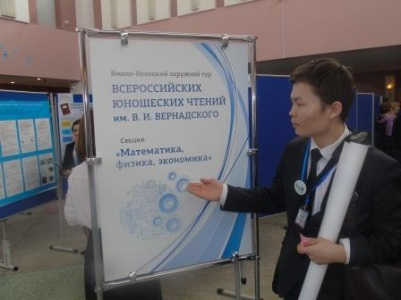 Ямало-Ненецкий окружной тур
ВСЕРОССИЙСКИХ
ЮНОШЕСКИХ ЧТЕНИЙ
им. В. И. ВЕРНАДСКОГО
Секция:
«Математика,
физика, экономика»